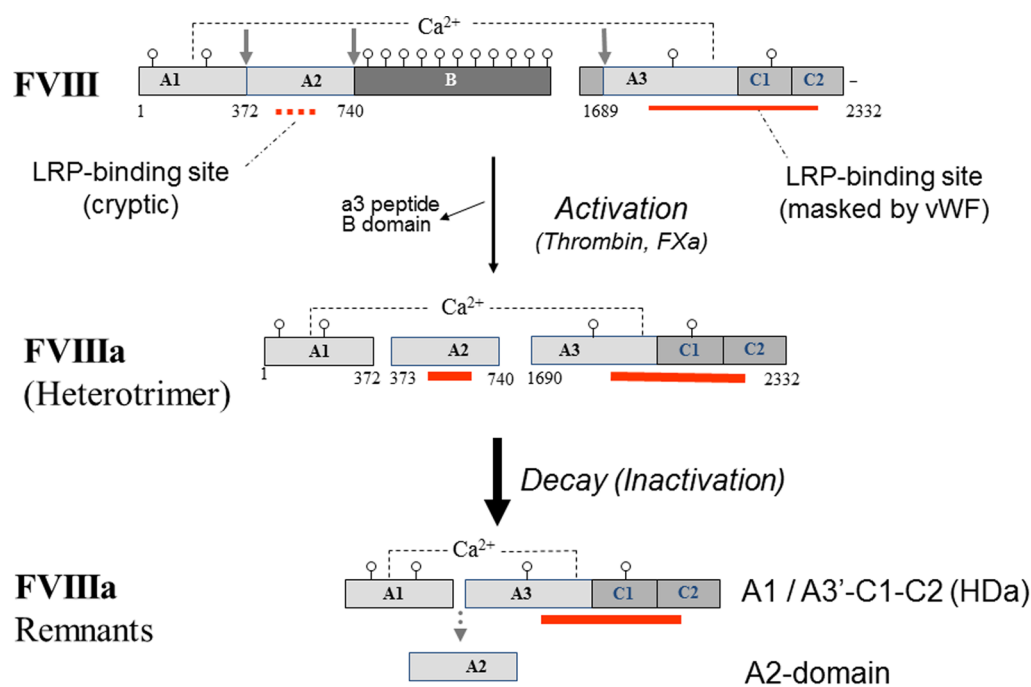 Ca2+
FVIII
A1 A2 B A3 C1 C2 –
1 372 740 1689 2332
LRP-binding site
(cryptic)
LRP-binding site
(masked by vWF)
a3 peptide
B domain
Activation
(Thrombin, FXa)
Ca2+
FVIIIa
(Heterotrimer)
A1 A2 A3 C1 C2
1 372 373 740 1690 2332
Decay (Inactivation)
Ca2+
FVIIIa
Remnants
A1 A3 C1 C2
A1 / A3’-C1-C2 (HDa)
A2
A2-domain